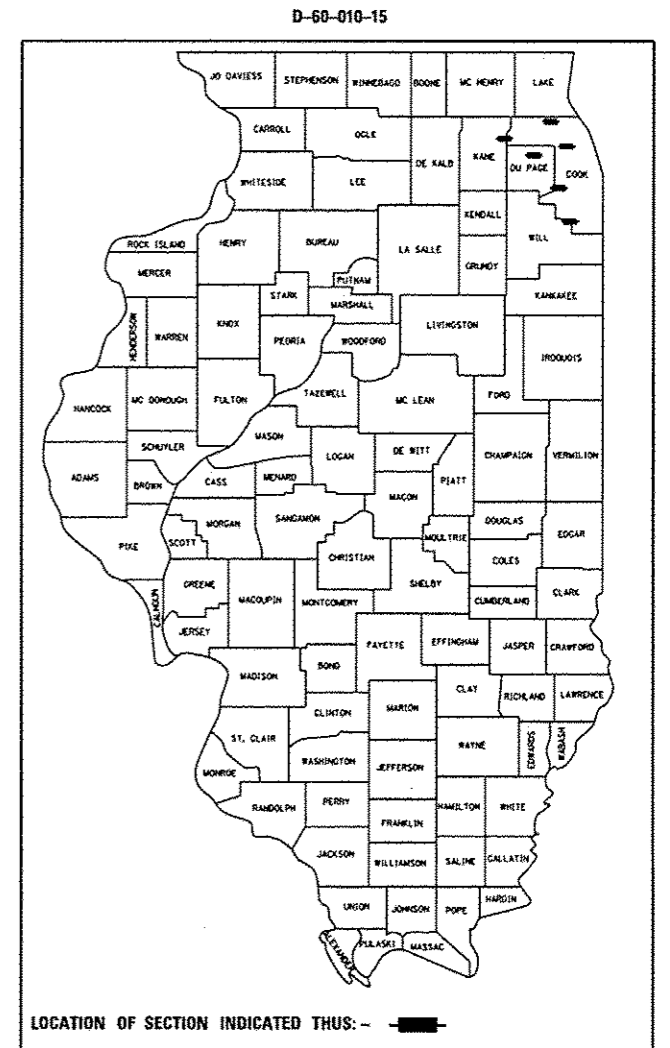 D-60-010-15
JO DAVIESS STEPHENSON WINNEBAGO BOONE MC HENRY LAKE
CARROLL OGLE
DE KALB KANE DU PAGE COOK
WHITESIDE LEE
KENDALL
ROCK ISLAND HENRY BUREAU LA SALLE WILL
MERCER PUTNAM GRUNDY
STARK MARSHALL KANKAKEE
HENDERSON WARREN KNOX LIVINGSTON
PEORIA WOODFORD IROQUOIS
HANCOCK MC DONOUGH FULTON TAZEWELL MC LEAN FORD
MASON
SCHUYLER LOGAN DE WITT CHAMPAIGN VERMILION
ADAMS BROWN CASS MENARD PIATT
MACON
PIKE SCOTT MORGAN SANGAMON MOULTRIE DOUGLAS EDGAR
CHRISTIAN COLES
CALHOUN GREENE MACOUPIN MONTGOMERY SHELBY CUMBERLAND CLARK
JERSEY
FAYETTE EFFINGHAM JASPER CRAWFORD
MADISON BOND
CLAY RICHLAND LAWRENCE
CLINTON MARION
ST. CLAIR WAYNE EDWARDS WABASH
MONROE WASHINGTON JEFFERSON
RANDOLPH PERRY HAMILTON WHITE
FRANKLIN
JACKSON WILLIAMSON SALINE GALLATIN
UNION JOHNSON POPE HARDIN
ALEXANDER PULASKI MASSAC
LOCATION OF SECTION INDICATED THUS: -